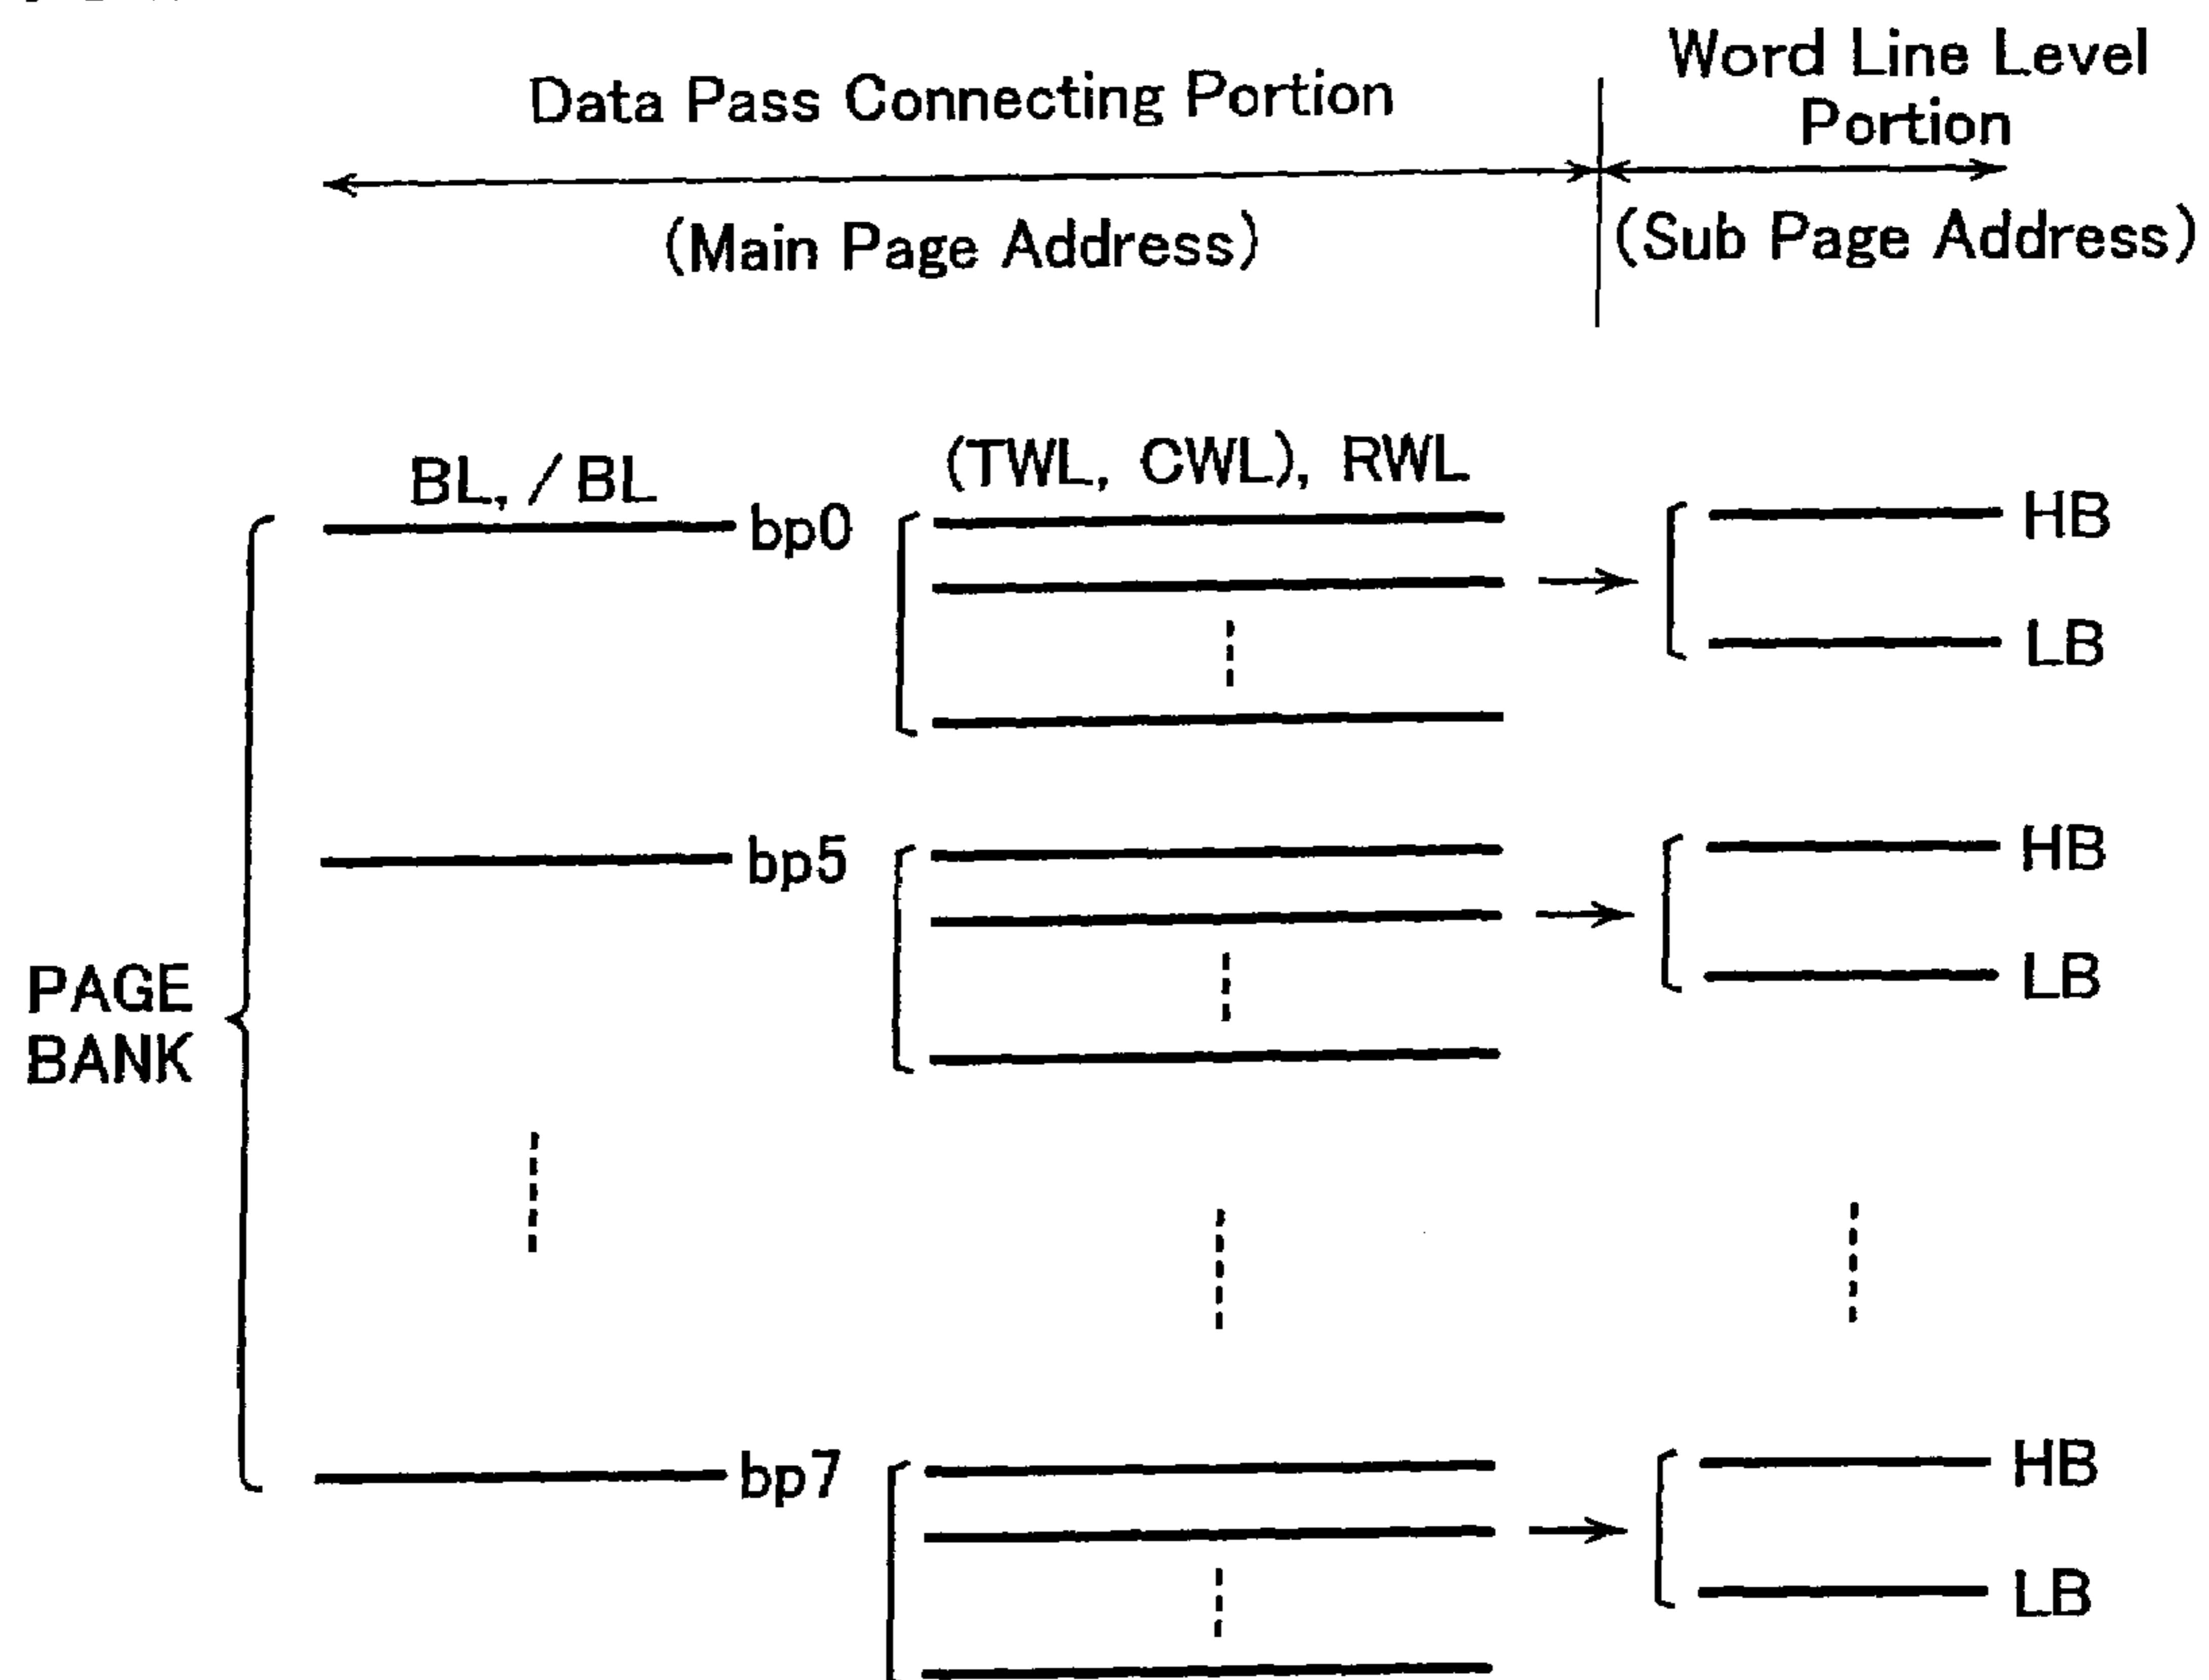 Data Pass Connecting Portion
Word Line Level
Portion
(Main Page Address)
(Sub Page Address)
BL, /BL
(TWL, CWL), RWL
bp0
HB
LB
bp5
HB
LB
PAGE
BANK
bp7
HB
LB